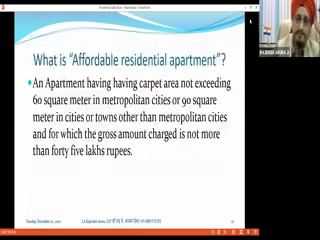 What is "Affordable residential apartment"?
An Apartment having having carpet area not exceeding
60 square meter in metropolitan cities or 90 square
meter in cities or towns other than metropolitan cities
and for which the gross amount charged is not more
than forty five lakhs rupees.
RAJENDER ARORA